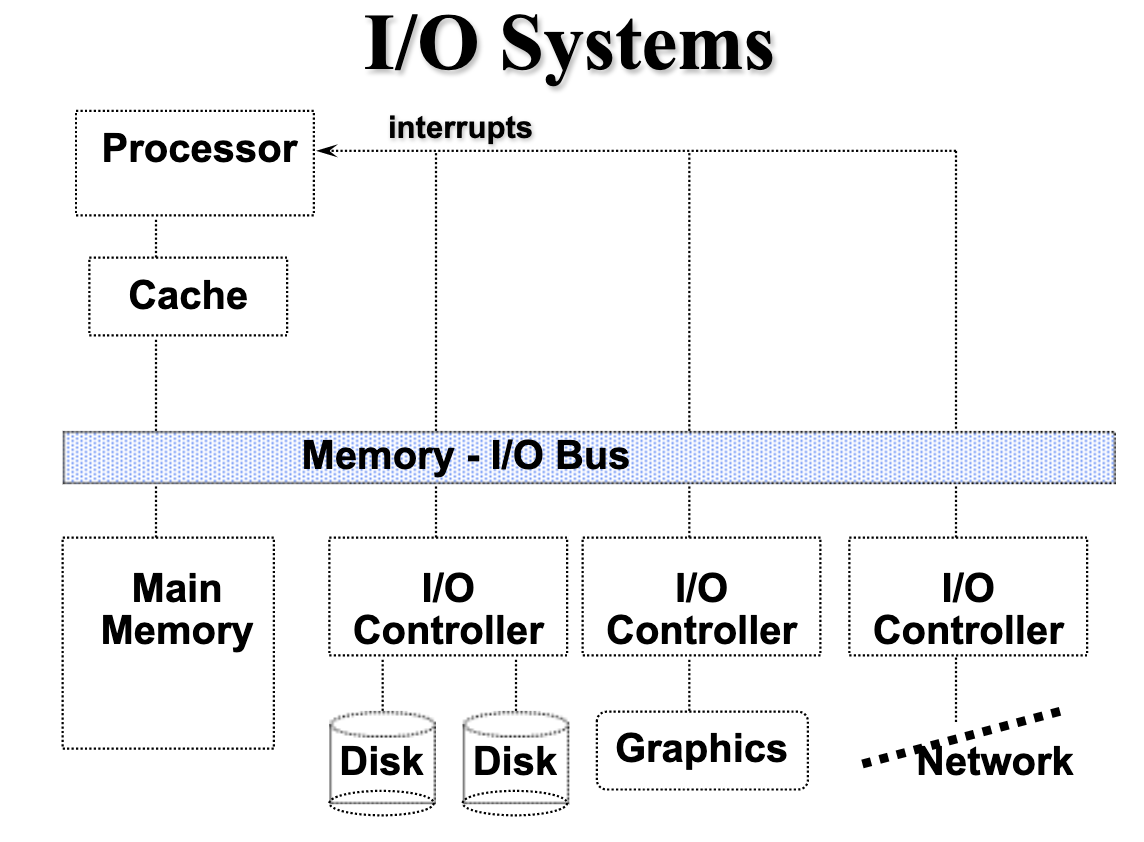 I/O Systems
interrupts
Processor
Cache
Memory - I/O Bus
Main
Memory
I/O
Controller
I/O
Controller
I/O
Controller
Disk
Disk
Graphics
Network